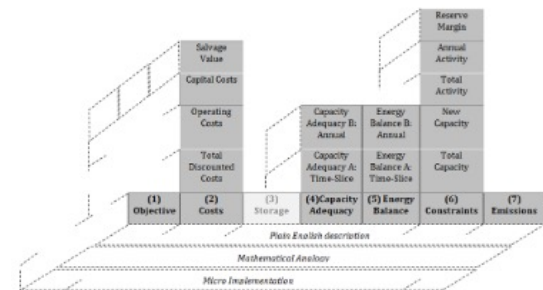 Reserve
Margin
Salvage
Value
Annual
Activity
Capital Costs
Total
Activity
Operating
Costs
Capacity
Adequacy B:
Annual
Energy
Balance B:
Annual
New
Capacity
Total
Discounted
Costs
Capacity
Adequacy A:
Time-Slice
Energy
Balance A:
Time-Slice
Total
Capacity
(1)
Objective
(2)
Costs
(3)
Storage
(4)Capacity
Adequacy
(5) Energy
Balance
(6)
Constraints
(7)
Emissions
Plain English description
Mathematical Analogy
Micro Implementation